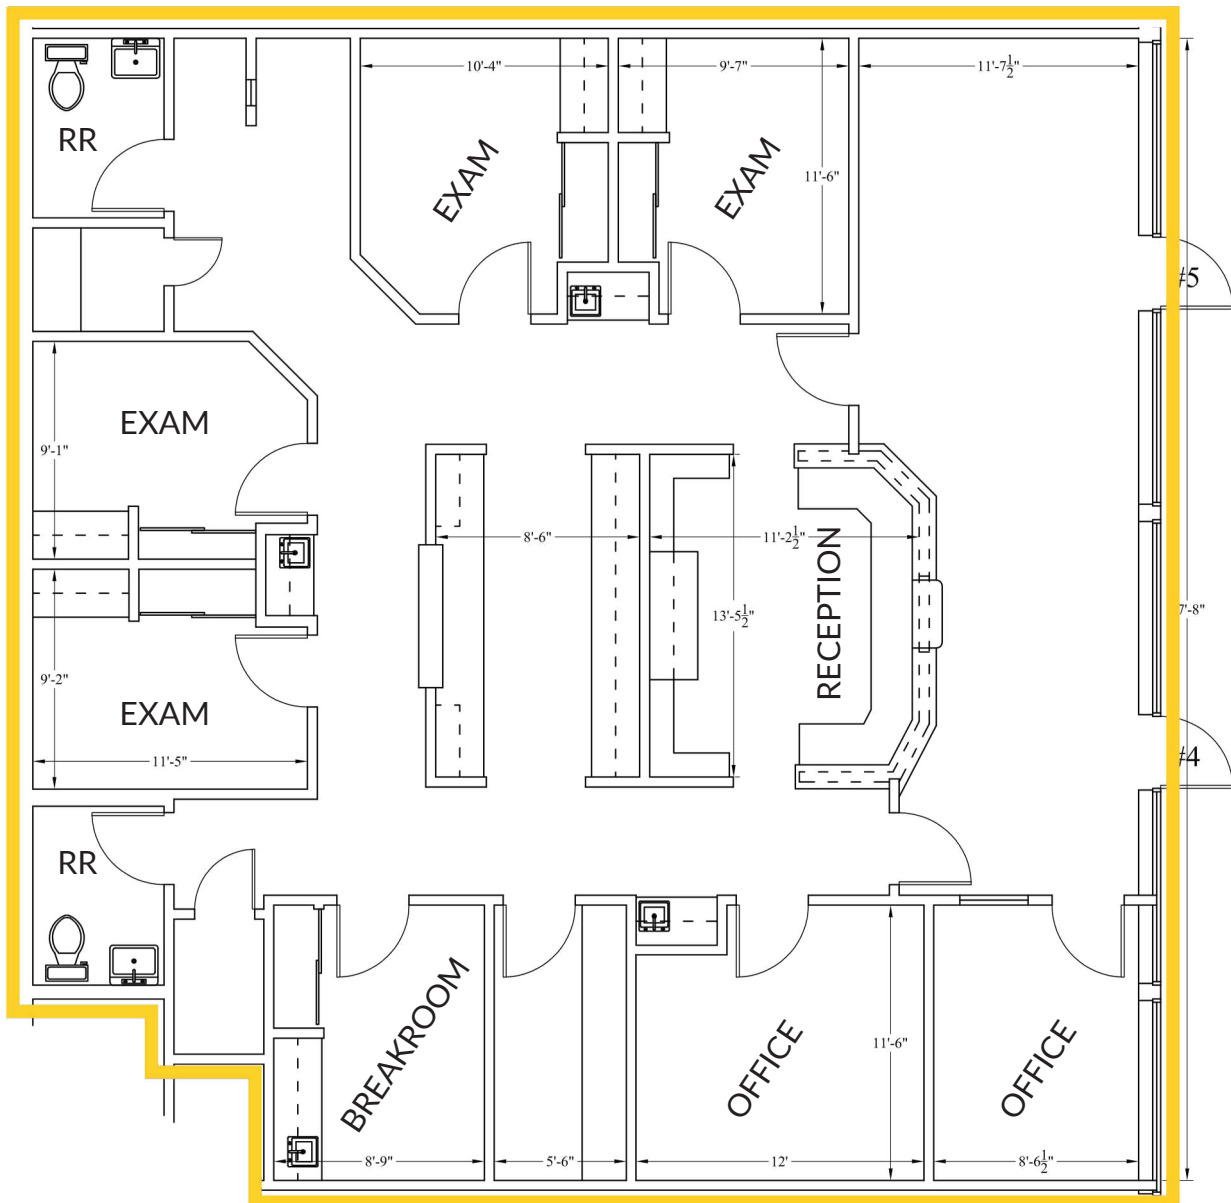 10'-4"
9'-7"
11'-7½"
RR
EXAM
EXAM
11'-6"
#5
EXAM
9'-1"
8'-6"
11'-2½"
RECEPTION
13'-5½"
7'-8"
9'-2"
EXAM
11'-5"
#4
RR
BREAKROOM
OFFICE
11'-6"
OFFICE
8'-9"
5'-6"
12'
8'-6½"